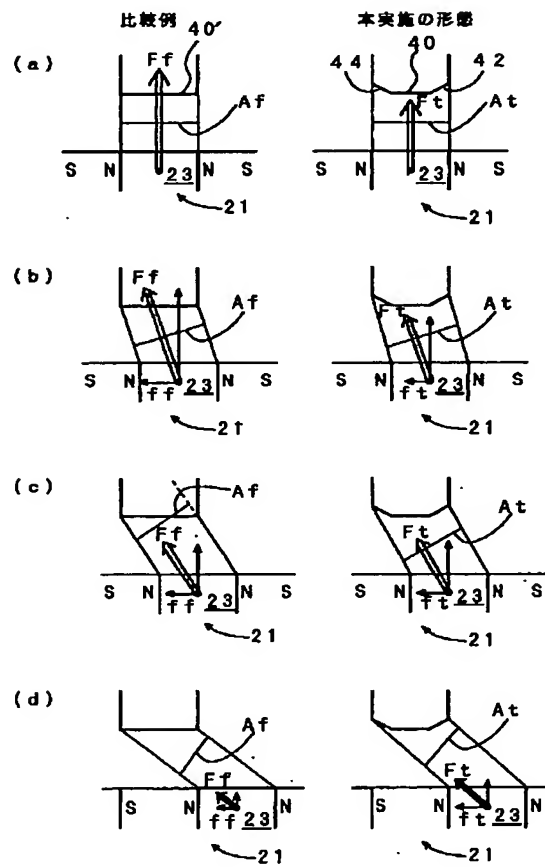 比較例
本実施の形態
(a)
Ff
40'
Af
S N 23 N S
21
44
40
42
Ft
At
S N 23 N S
21
(b)
Ff
Af
S N ff 23 N S
21
Ft
At
S N ft 23 N S
21
(c)
Ff
Af
S N ff 23 N S
21
Ft
At
S N ft 23 N S
21
(d)
Af
Ff
S N ff 23 N
21
At
Ft
S N ft 23 N
21